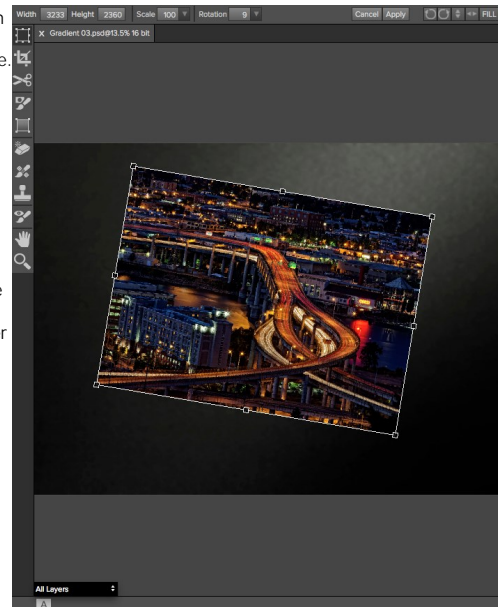 Width 3233 Height 2360 Scale 100 Rotation 9 Cancel Apply FILL
X Gradient 03.psd@13.5% 16 bit
All Layers
A